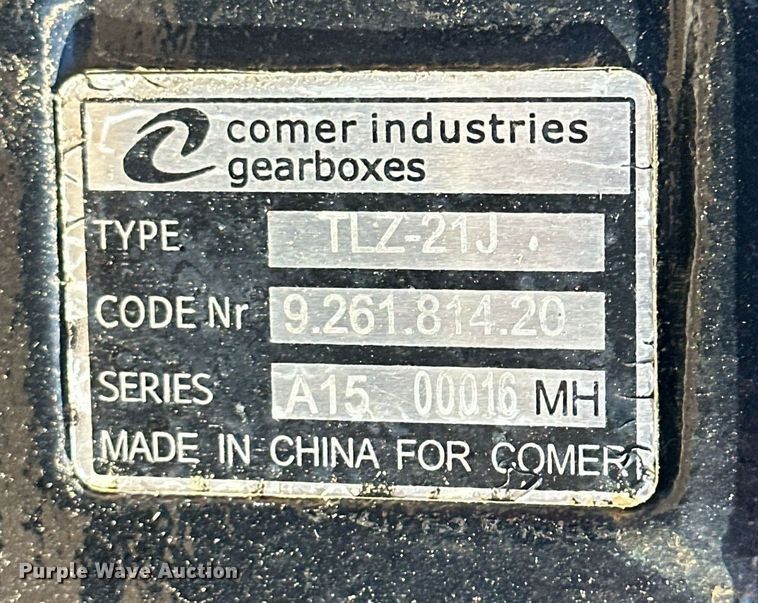 comer industries
gearboxes
TYPE TLZ-21J
CODE Nr 9.261.814.20
SERIES A15 00016 MH
MADE IN CHINA FOR COMER
Purple Wave Auction